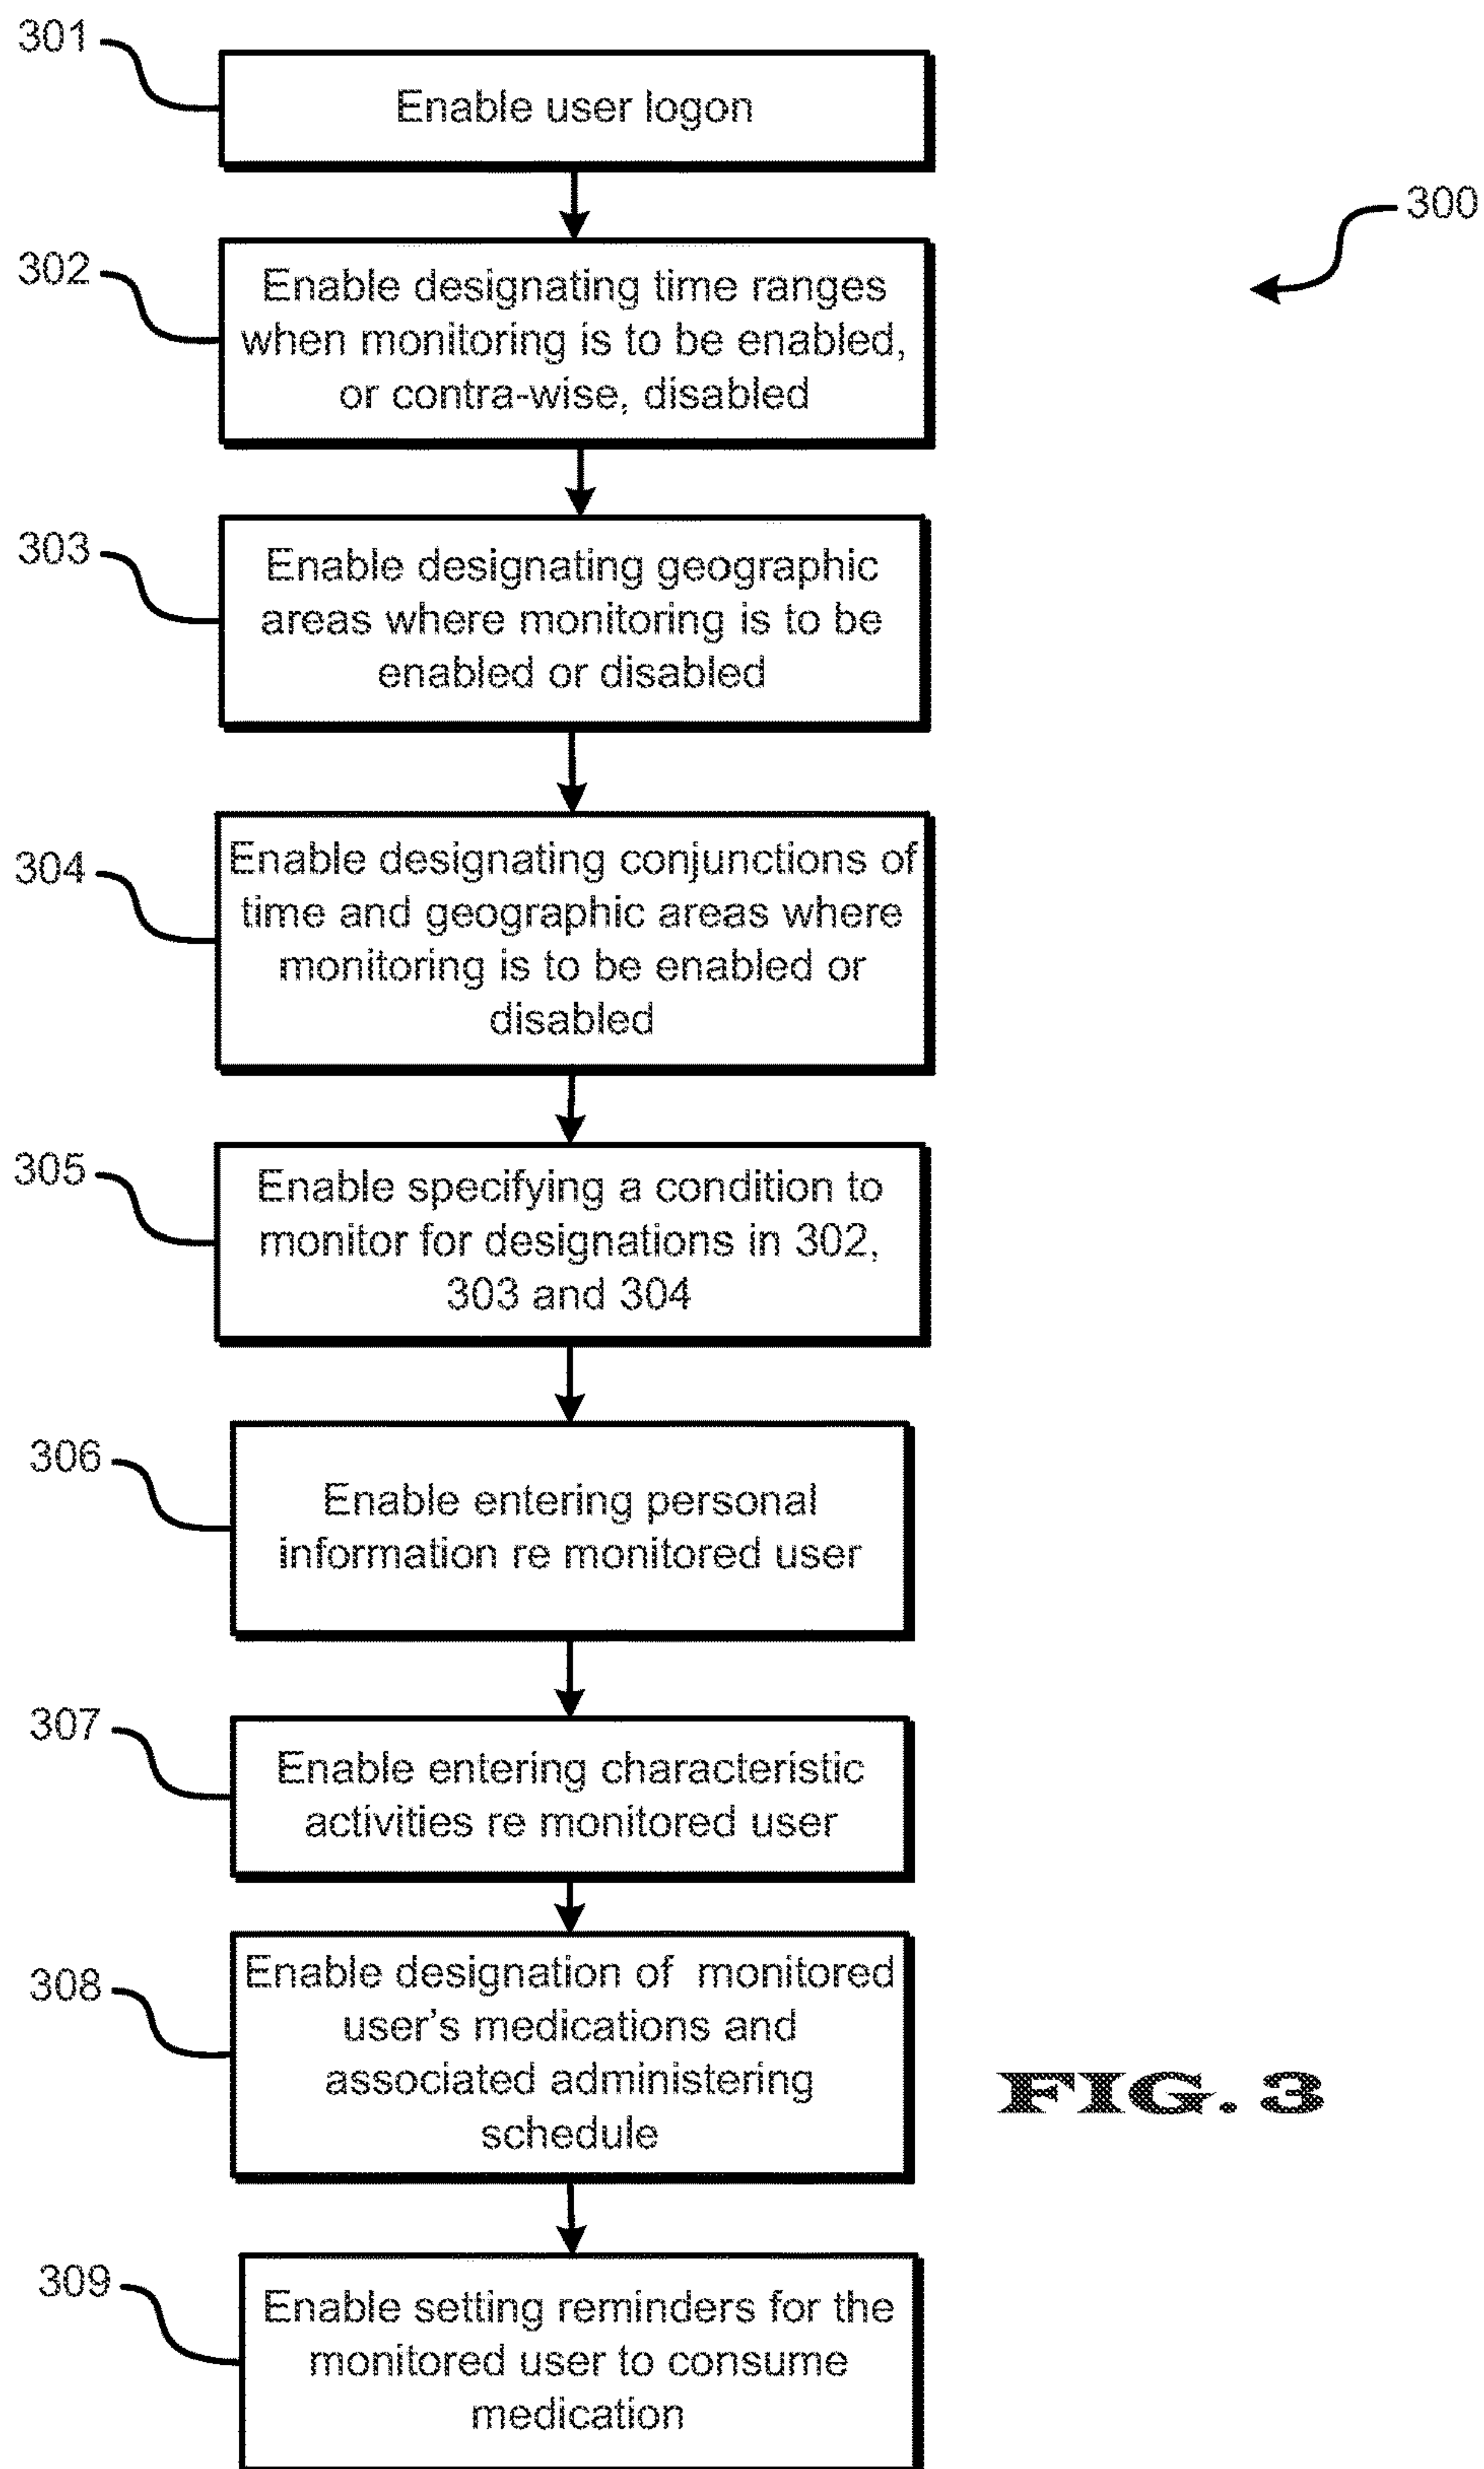 301
Enable user logon
300
302
Enable designating time ranges
when monitoring is to be enabled,
or contra-wise, disabled
303
Enable designating geographic
areas where monitoring is to be
enabled or disabled
304
Enable designating conjunctions of
time and geographic areas where
monitoring is to be enabled or
disabled
305
Enable specifying a condition to
monitor for designations in 302,
303 and 304
306
Enable entering personal
information re monitored user
307
Enable entering characteristic
activities re monitored user
308
Enable designation of monitored
user's medications and
associated administering
schedule
FIG. 3
309
Enable setting reminders for the
monitored user to consume
medication